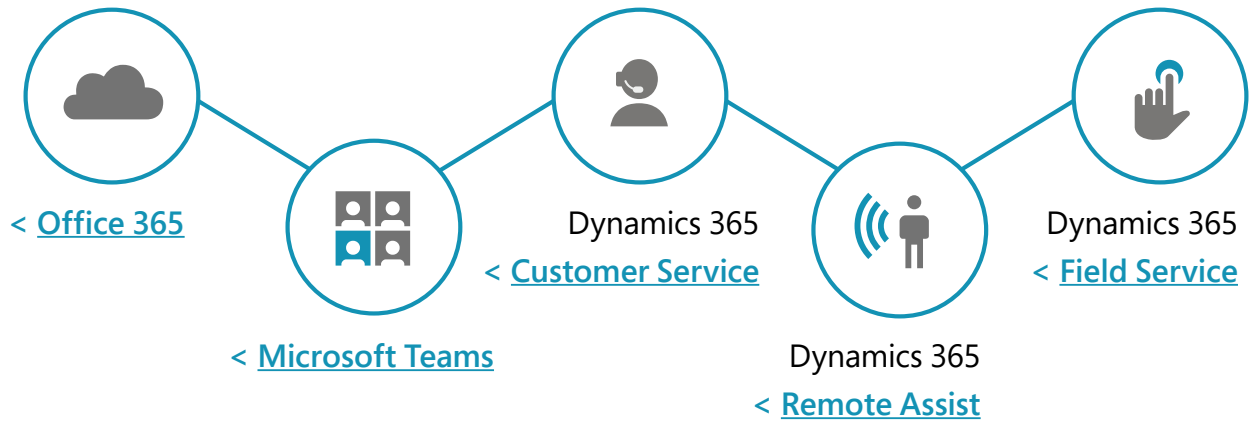 < Office 365
< Microsoft Teams
Dynamics 365
< Customer Service
Dynamics 365
< Remote Assist
Dynamics 365
< Field Service